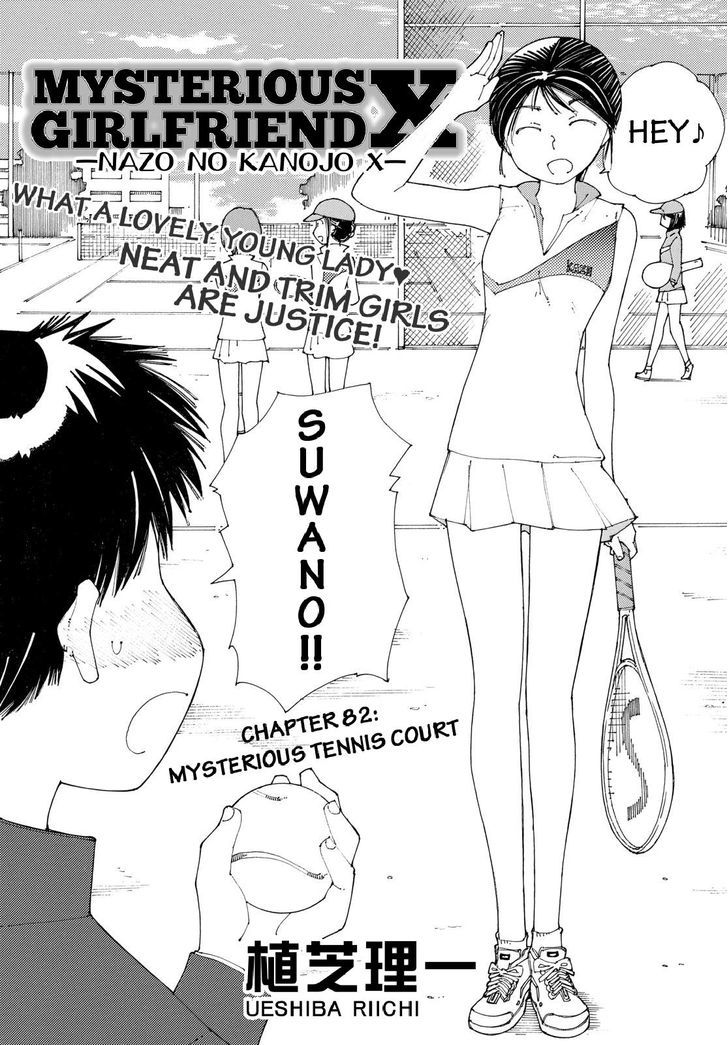 MYSTERIOUS
GIRLFRIEND X
—NAZO NO KANOJO X—
HEY♪
WHAT A LOVELY YOUNG LADY♥
NEAT AND TRIM GIRLS
ARE JUSTICE!
SUWANO!!
CHAPTER 82:
MYSTERIOUS TENNIS COURT
S
植芝理一
UESHIBA RIICHI